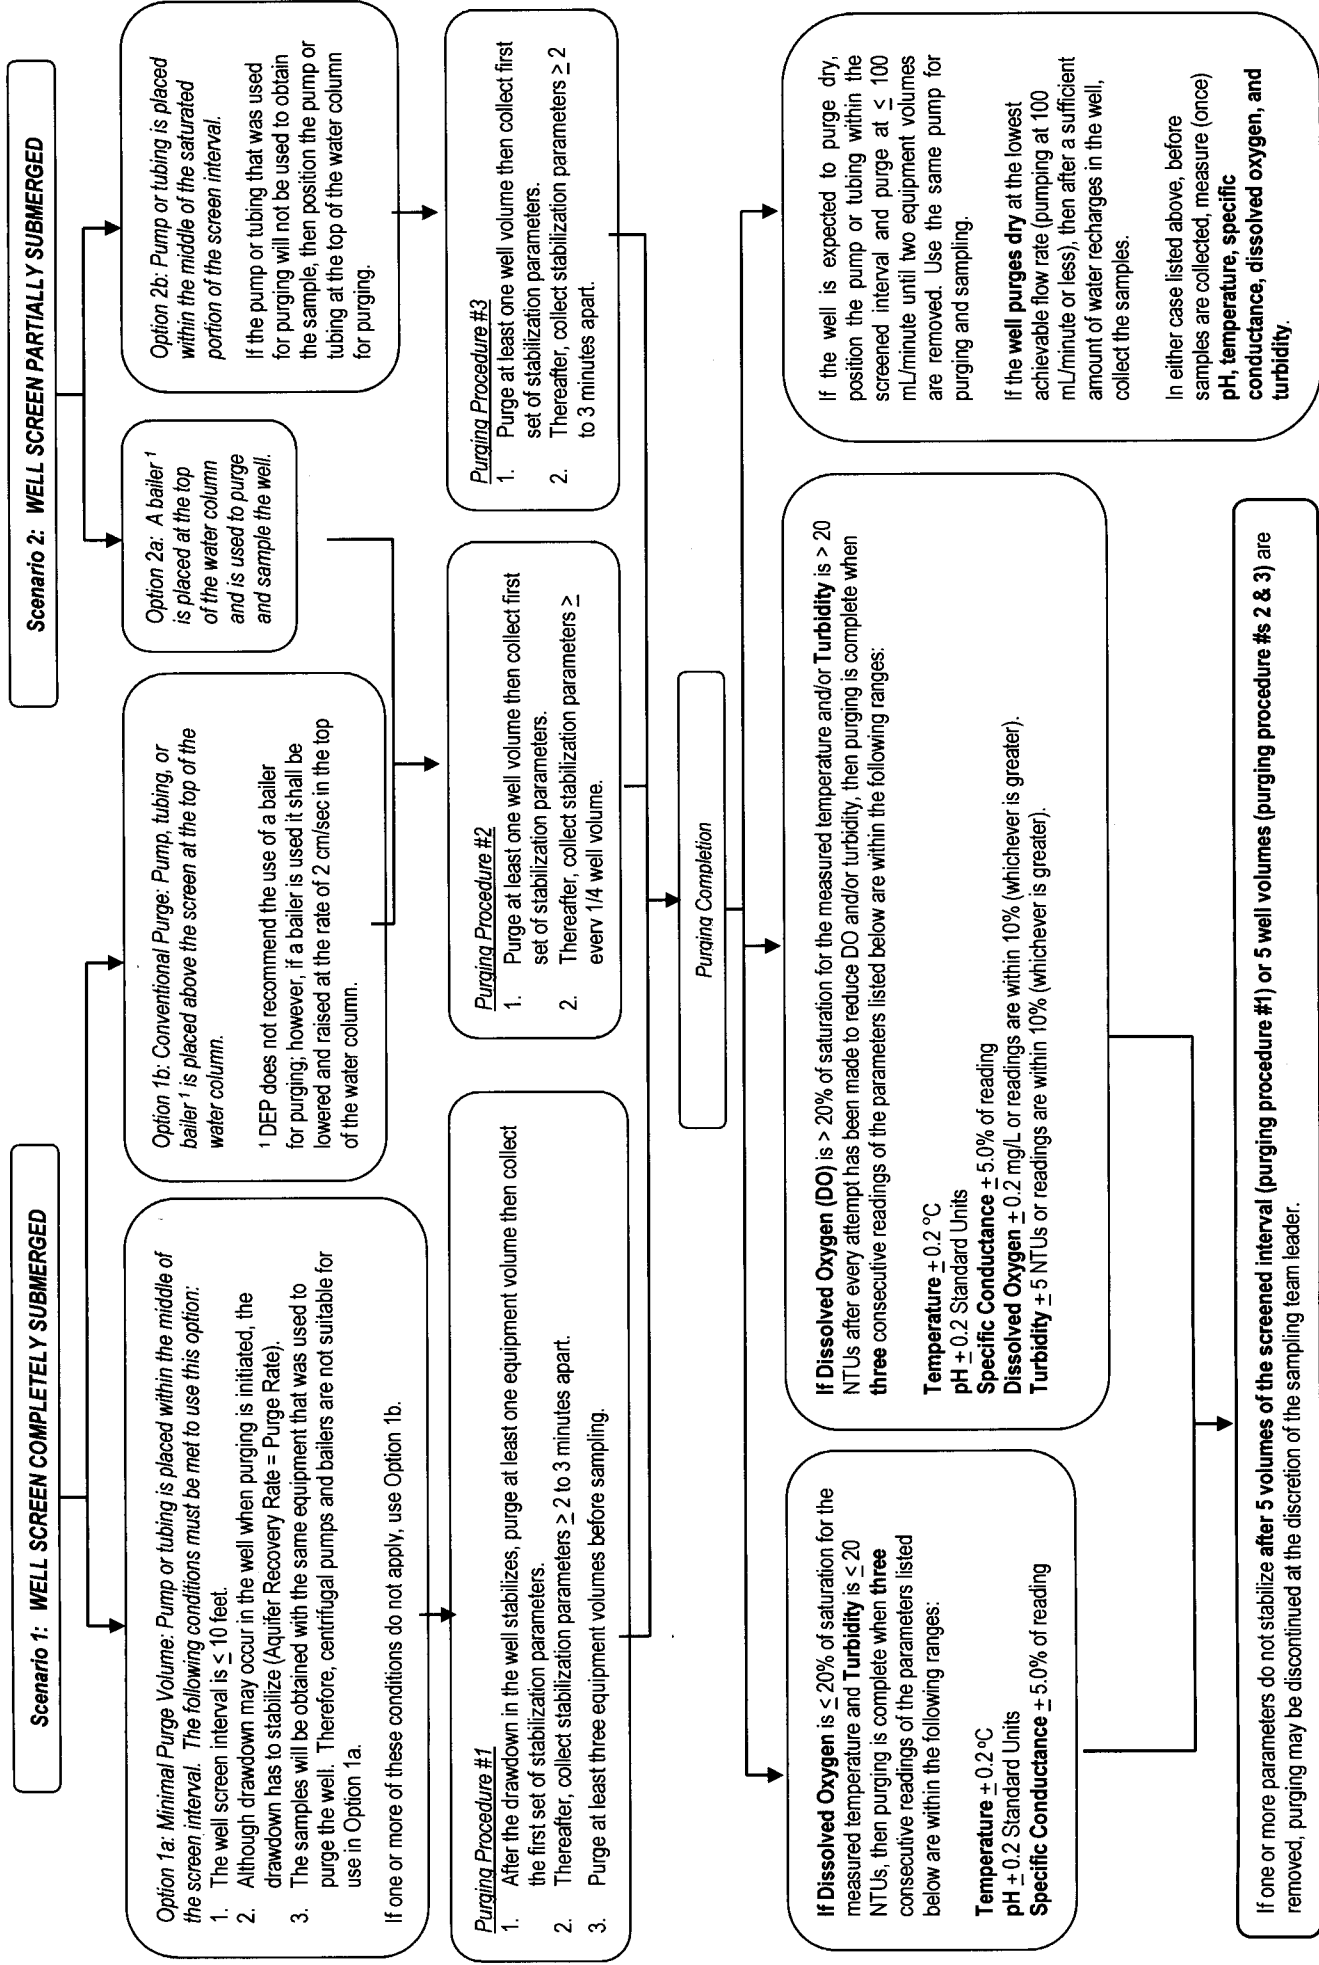 Scenario 1: WELL SCREEN COMPLETELY SUBMERGED
Scenario 2: WELL SCREEN PARTIALLY SUBMERGED
Option 1a: Minimal Purge Volume: Pump or tubing is placed within the middle of
the screen interval. The following conditions must be met to use this option:
1. The well screen interval is ≤ 10 feet.
2. Although drawdown may occur in the well when purging is initiated, the
drawdown has to stabilize (Aquifer Recovery Rate = Purge Rate).
3. The samples will be obtained with the same equipment that was used to
purge the well. Therefore, centrifugal pumps and bailers are not suitable for
use in Option 1a.
If one or more of these conditions do not apply, use Option 1b.
Option 1b: Conventional Purge: Pump, tubing, or
bailer ¹ is placed above the screen at the top of the
water column.
¹ DEP does not recommend the use of a bailer
for purging; however, if a bailer is used it shall be
lowered and raised at the rate of 2 cm/sec in the top
of the water column.
Option 2a: A bailer ¹
is placed at the top
of the water column
and is used to purge
and sample the well.
Option 2b: Pump or tubing is placed
within the middle of the saturated
portion of the screen interval.
If the pump or tubing that was used
for purging will not be used to obtain
the sample, then position the pump or
tubing at the top of the water column
for purging.
Purging Procedure #1
1. After the drawdown in the well stabilizes, purge at least one equipment volume then collect
the first set of stabilization parameters.
2. Thereafter, collect stabilization parameters ≥ 2 to 3 minutes apart.
3. Purge at least three equipment volumes before sampling.
Purging Procedure #2
1. Purge at least one well volume then collect first
set of stabilization parameters.
2. Thereafter, collect stabilization parameters ≥
every 1/4 well volume.
Purging Procedure #3
1. Purge at least one well volume then collect first
set of stabilization parameters.
2. Thereafter, collect stabilization parameters ≥ 2
to 3 minutes apart.
Purging Completion
If Dissolved Oxygen is ≤ 20% of saturation for the
measured temperature and Turbidity is ≤ 20
NTUs, then purging is complete when three
consecutive readings of the parameters listed
below are within the following ranges:
Temperature ± 0.2 °C
pH ± 0.2 Standard Units
Specific Conductance ± 5.0% of reading
If Dissolved Oxygen (DO) is > 20% of saturation for the measured temperature and/or Turbidity is > 20
NTUs after every attempt has been made to reduce DO and/or turbidity, then purging is complete when
three consecutive readings of the parameters listed below are within the following ranges:
Temperature ± 0.2 °C
pH ± 0.2 Standard Units
Specific Conductance ± 5.0% of reading
Dissolved Oxygen ± 0.2 mg/L or readings are within 10% (whichever is greater).
Turbidity ± 5 NTUs or readings are within 10% (whichever is greater).
If the well is expected to purge dry,
position the pump or tubing within the
screened interval and purge at ≤ 100
mL/minute until two equipment volumes
are removed. Use the same pump for
purging and sampling.
If the well purges dry at the lowest
achievable flow rate (pumping at 100
mL/minute or less), then after a sufficient
amount of water recharges in the well,
collect the samples.
In either case listed above, before
samples are collected, measure (once)
pH, temperature, specific
conductance, dissolved oxygen, and
turbidity.
If one or more parameters do not stabilize after 5 volumes of the screened interval (purging procedure #1) or 5 well volumes (purging procedure #s 2 & 3) are
removed, purging may be discontinued at the discretion of the sampling team leader.